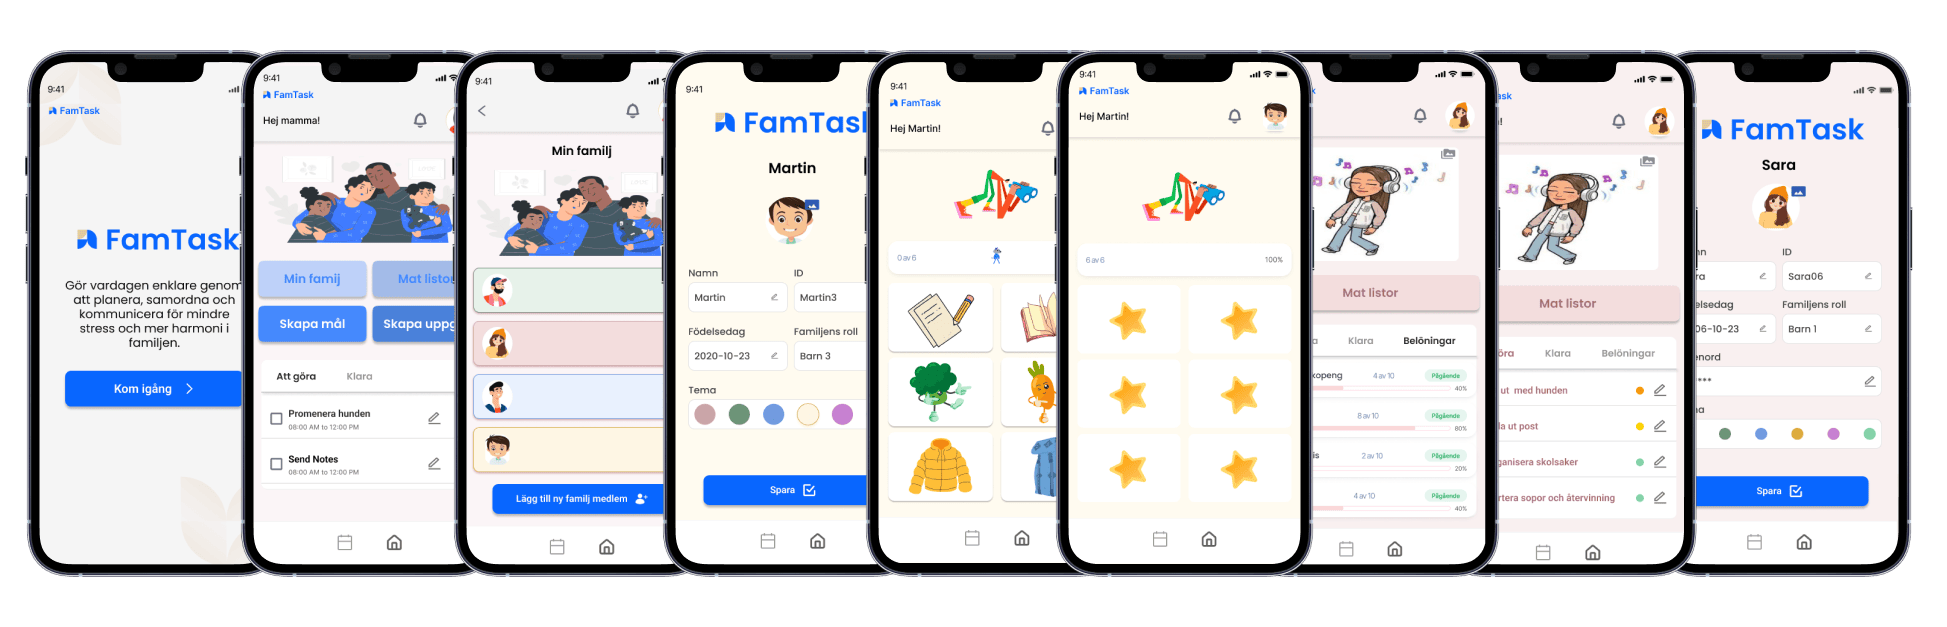 9:41
FamTask
FamTask
Gör vardagen enklare genom
att planera, samordna och
kommunicera för mindre
stress och mer harmoni i
familjen.
Kom igång
9:41
FamTask
Hej mamma!
Min famij
Mat listor
Skapa mål
Skapa uppg
Att göra
Klara
Promenera hunden
08:00 AM to 12:00 PM
Send Notes
08:00 AM to 12:00 PM
9:41
Min familj
Lägg till ny familj medlem
9:41
FamTask
Martin
Namn
ID
Martin
Martin3
Födelsedag
Familjens roll
2020-10-23
Barn 3
Tema
Spara
9:41
FamTask
Hej Martin!
0 av 6
9:41
FamTask
Hej Martin!
6 av 6
100%
k
Mat listor
a
Klara
Belöningar
kopeng
4 av 10
Pågående
40%
8 av 10
Pågående
80%
is
2 av 10
Pågående
20%
4 av 10
Pågående
40%
ask
!
Mat listor
öra
Klara
Belöningar
ut med hunden
la ut post
ganisera skolsaker
rtera sopor och återvinning
FamTask
Sara
n
ID
ra
Sara06
elsedag
Familjens roll
06-10-23
Barn 1
enord
***
a
Spara